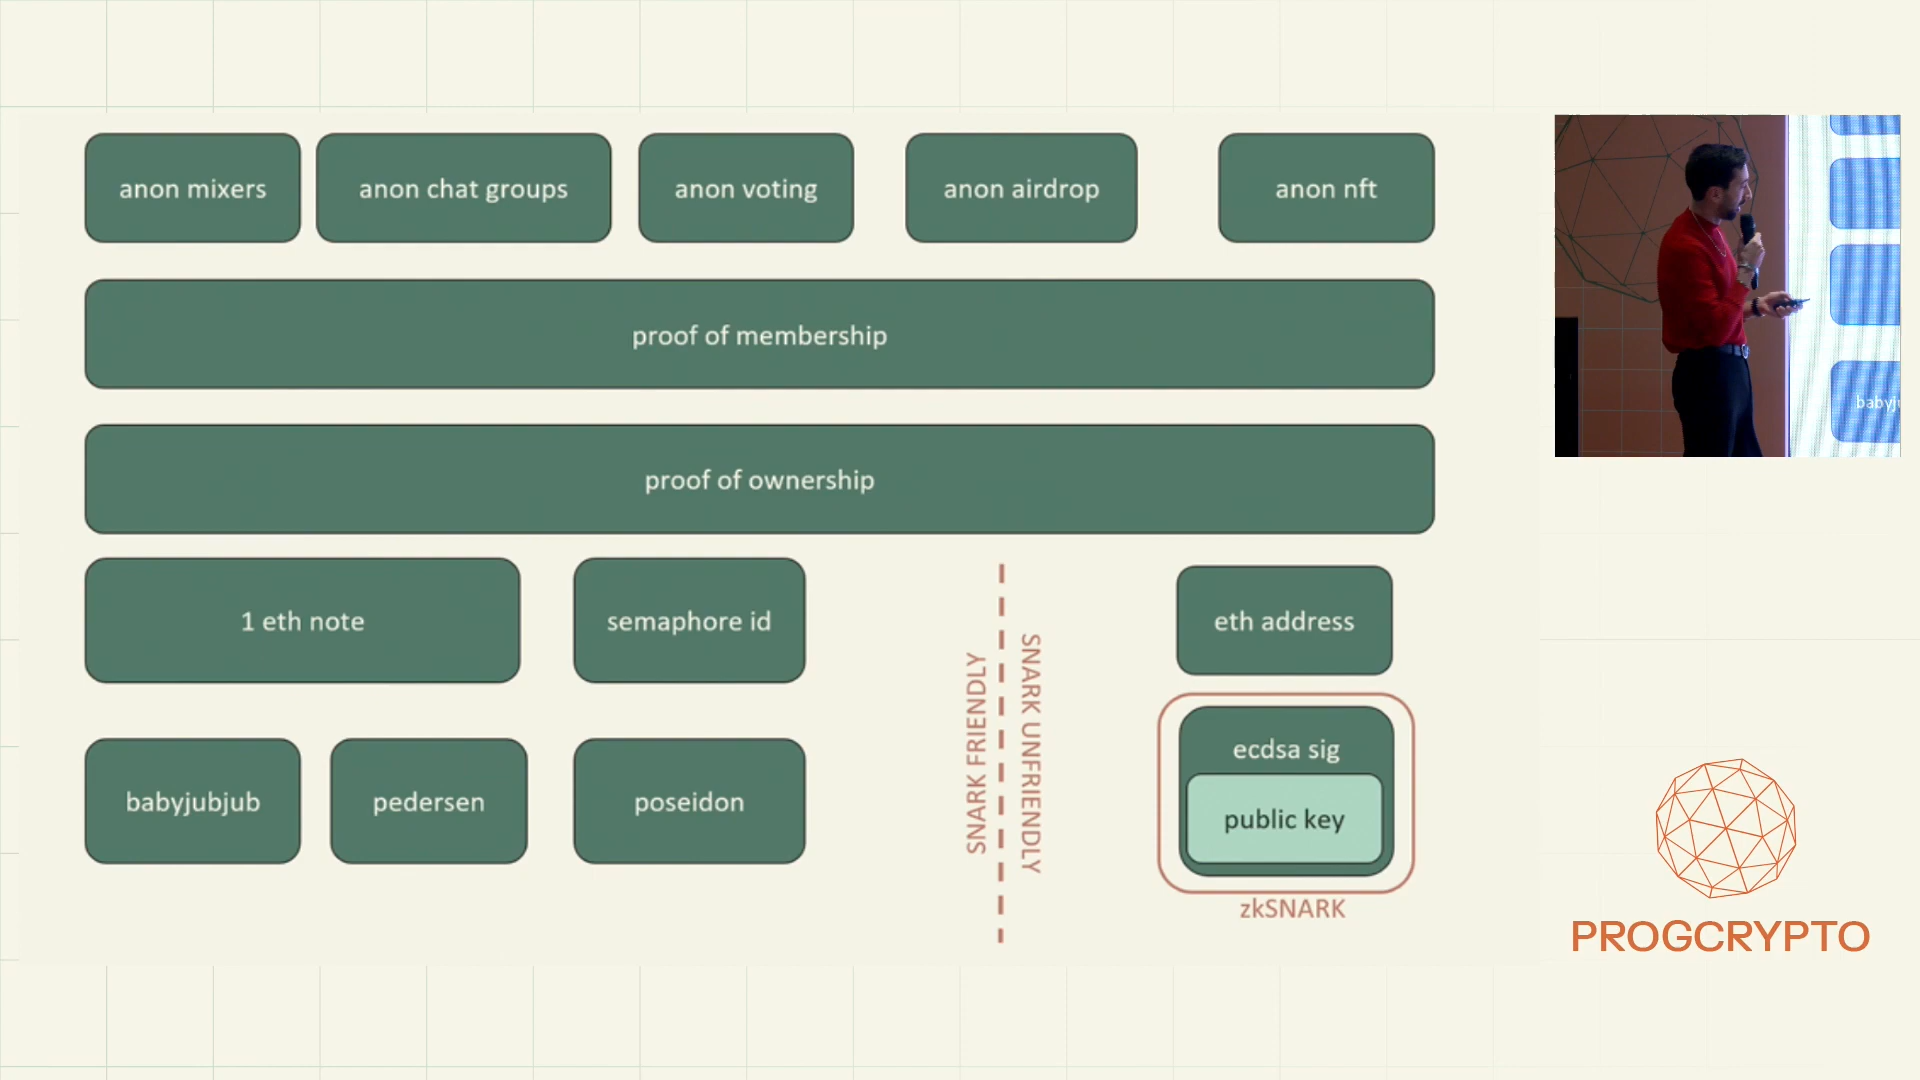 anon mixers
anon chat groups
anon voting
anon airdrop
anon nft
proof of membership
proof of ownership
1 eth note
semaphore id
eth address
SNARK FRIENDLY
SNARK UNFRIENDLY
babyjubjub
pedersen
poseidon
ecdsa sig
public key
zkSNARK
PROGCRYPTO